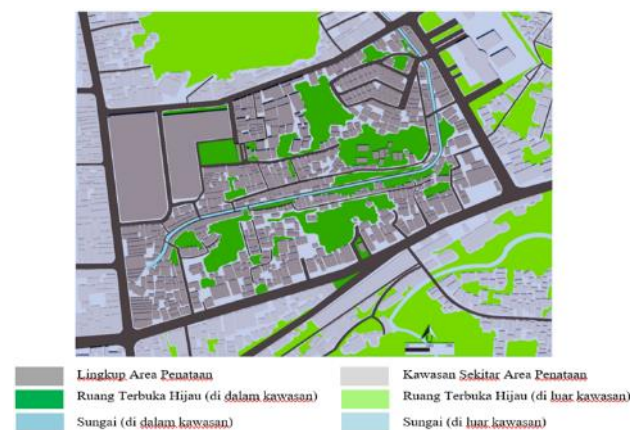 Lingkup Area Penataan
Kawasan Sekitar Area Penataan
Ruang Terbuka Hijau (di dalam kawasan)
Ruang Terbuka Hijau (di luar kawasan)
Sungai (di dalam kawasan)
Sungai (di luar kawasan)